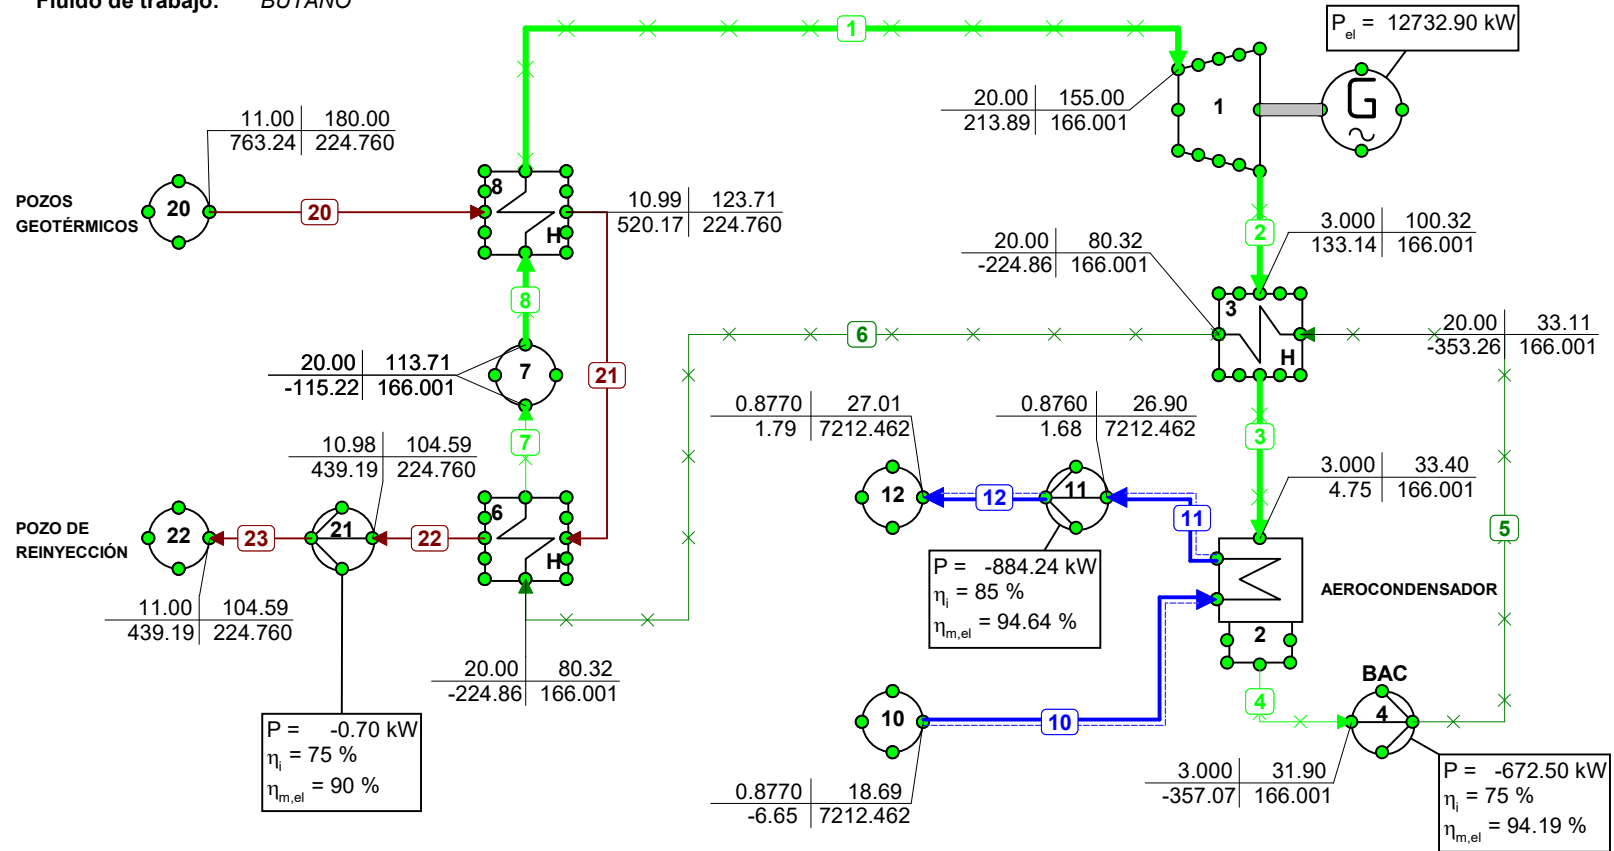 Fluido de trabajo: BUTANO
1
P el = 12732.90 kW
G
11.00 180.00
763.24 224.760
20.00 155.00
213.89 166.001
1
POZOS
GEOTÉRMICOS
20
20
8
H
10.99 123.71
520.17 224.760
2
3.000 100.32
133.14 166.001
20.00 80.32
-224.86 166.001
8
6
3
H
20.00 33.11
-353.26 166.001
20.00 113.71
-115.22 166.001
7
21
0.8770 27.01
1.79 7212.462
0.8760 26.90
1.68 7212.462
3
10.98 104.59
439.19 224.760
7
3.000 33.40
4.75 166.001
12
12
11
11
5
POZO DE
REINYECCIÓN
22
23
21
22
6
H
P = -884.24 kW
ηi = 85 %
ηm,el = 94.64 %
AEROCONDENSADOR
2
11.00 104.59
439.19 224.760
20.00 80.32
-224.86 166.001
BAC
4
4
10
10
P = -0.70 kW
ηi = 75 %
ηm,el = 90 %
3.000 31.90
-357.07 166.001
0.8770 18.69
-6.65 7212.462
P = -672.50 kW
ηi = 75 %
ηm,el = 94.19 %